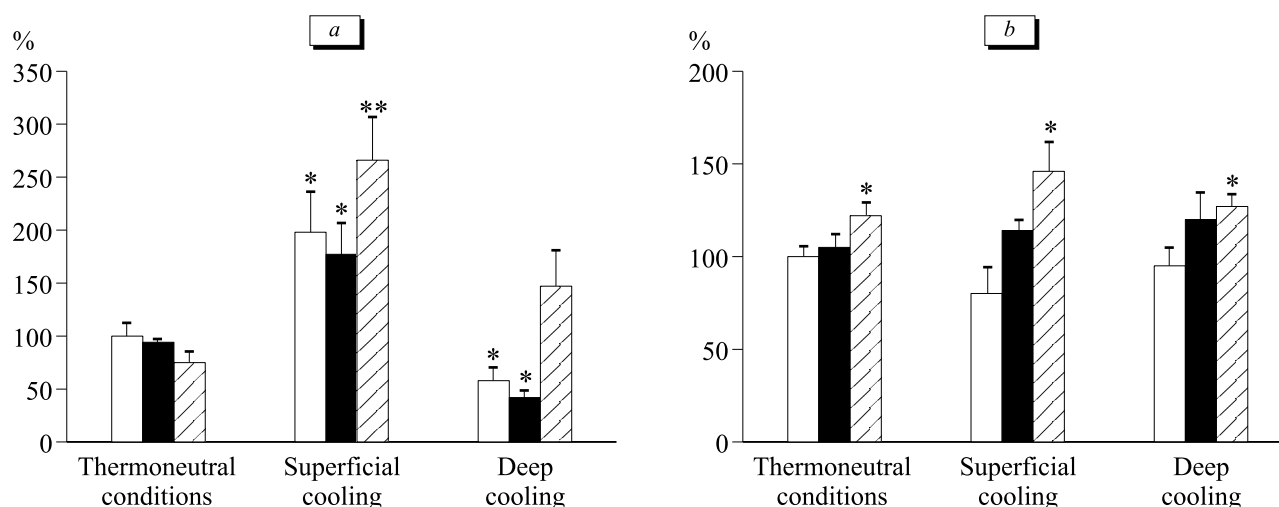 a
%
350
300
250
200
150
100
50
0
*
*
**
*
*
Thermoneutral
conditions
Superficial
cooling
Deep
cooling
b
%
200
150
100
50
0
*
*
*
Thermoneutral
conditions
Superficial
cooling
Deep
cooling